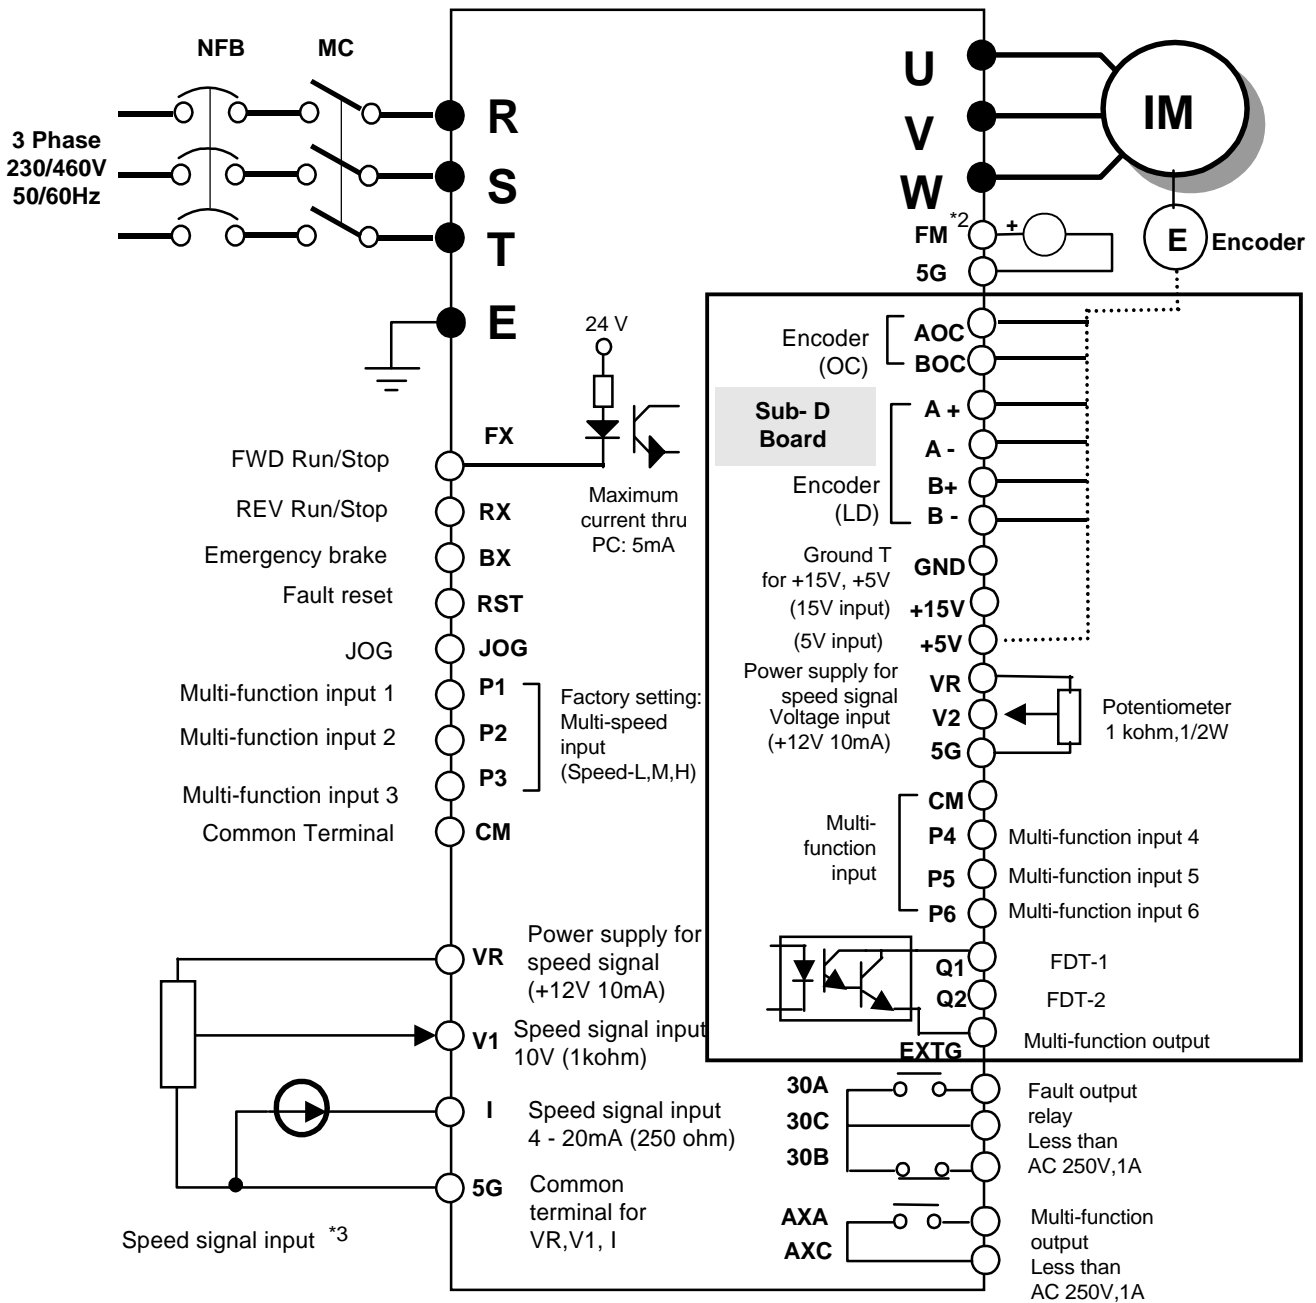 NFB
MC
3 Phase
230/460V
50/60Hz
R
S
T
E
U
V
W
IM
*2
FM
+
5G
E
Encoder
24 V
FX
FWD Run/Stop
REV Run/Stop
RX
Emergency brake
BX
Fault reset
RST
JOG
JOG
Multi-function input 1
P1
Multi-function input 2
P2
Multi-function input 3
P3
Common Terminal
CM
Maximum
current thru
PC: 5mA
Factory setting:
Multi-speed
input
(Speed-L,M,H)
VR
Power supply for
speed signal
(+12V 10mA)
V1
Speed signal input
10V (1kohm)
I
Speed signal input
4 - 20mA (250 ohm)
5G
Common
terminal for
VR,V1, I
Speed signal input *3
Encoder
(OC)
AOC
BOC
Sub- D
Board
A +
A -
Encoder
(LD)
B+
B -
Ground T
for +15V, +5V
GND
(15V input)
+15V
(5V input)
+5V
Power supply for
speed signal
Voltage input
(+12V 10mA)
VR
V2
5G
Potentiometer
1 kohm,1/2W
Multi-
function
input
CM
P4
Multi-function input 4
P5
Multi-function input 5
P6
Multi-function input 6
Q1
FDT-1
Q2
FDT-2
EXTG
Multi-function output
30A
30C
30B
Fault output
relay
Less than
AC 250V,1A
AXA
AXC
Multi-function
output
Less than
AC 250V,1A